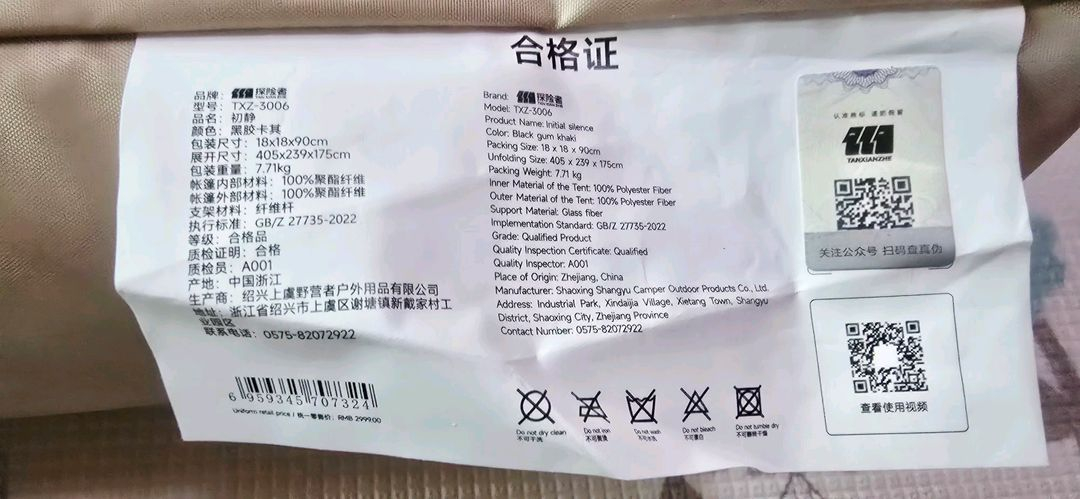 合格证
品牌：探险者 TAN XIAN ZHE
型号：TXZ-3006
品名：初静
颜色：黑胶卡其
包装尺寸：18x18x90cm
展开尺寸：405x239x175cm
包装重量：7.71kg
帐篷内部材料：100%聚酯纤维
帐篷外部材料：100%聚酯纤维
支架材料：纤维杆
执行标准：GB/Z 27735-2022
等级：合格品
质检证明：合格
质检员：A001
产地：中国浙江
生产商：绍兴上虞野营者户外用品有限公司
地址：浙江省绍兴市上虞区谢塘镇新戴家村工
业园区
联系电话：0575-82072922
6 959345 707324
Uniform retail price / 统一零售价：RMB 2999.00
Brand: 探险者 TAN XIAN ZHE
Model: TXZ-3006
Product Name: Initial silence
Color: Black gum khaki
Packing Size: 18 x 18 x 90cm
Unfolding Size: 405 x 239 x 175cm
Packing Weight: 7.71 kg
Inner Material of the Tent: 100% Polyester Fiber
Outer Material of the Tent: 100% Polyester Fiber
Support Material: Glass fiber
Implementation Standard: GB/Z 27735-2022
Grade: Qualified Product
Quality Inspection Certificate: Qualified
Quality Inspector: A001
Place of Origin: Zhejiang, China
Manufacturer: Shaoxing Shangyu Camper Outdoor Products Co., Ltd.
Address: Industrial Park, Xindaijia Village, Xietang Town, Shangyu
District, Shaoxing City, Zhejiang Province
Contact Number: 0575-82072922
Do not dry clean
不可干洗
Do not iron
不可熨烫
Do not wash
不可水洗
Do not bleach
不可漂白
Do not tumble dry
不可翻转干燥
认准商标 谨防假冒
TANXIANZHE
关注公众号 扫码查真伪
查看使用视频